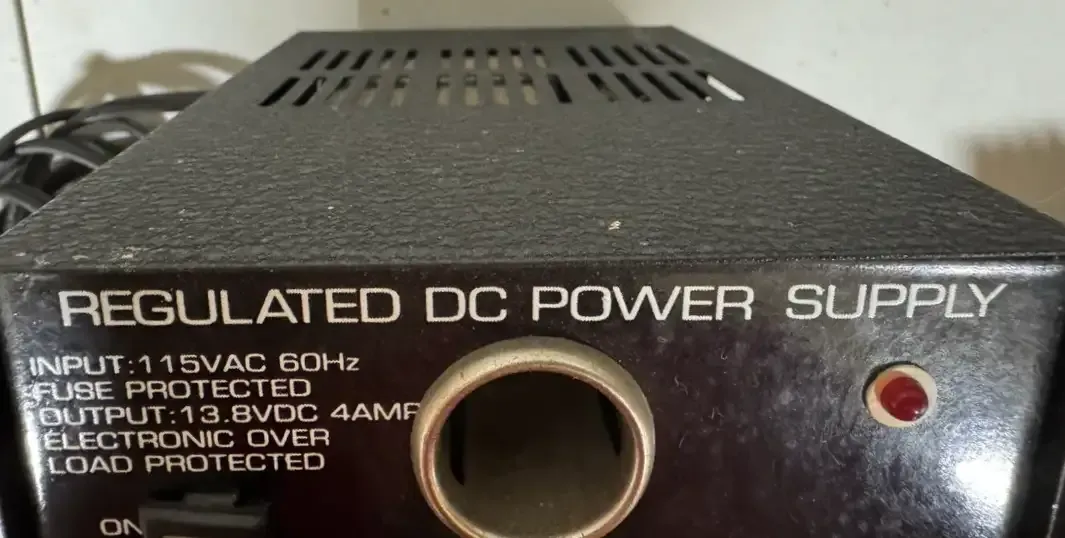 REGULATED DC POWER SUPPLY
INPUT:115VAC 60Hz
FUSE PROTECTED
OUTPUT:13.8VDC 4AMP
ELECTRONIC OVER
LOAD PROTECTED
ON